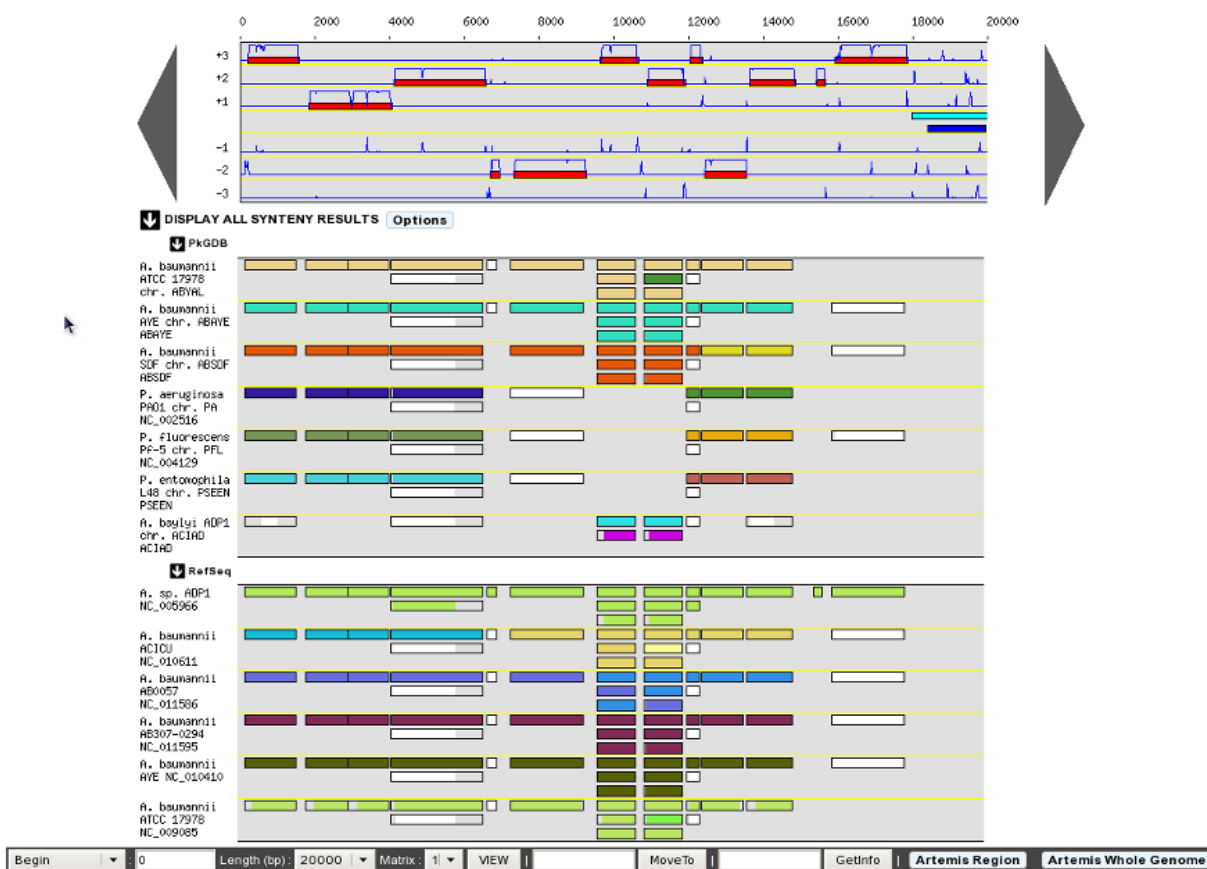 0 2000 4000 6000 8000 10000 12000 14000 16000 18000 20000
+3
+2
+1
-1
-2
-3
DISPLAY ALL SYNTENY RESULTS Options
PkGDB
A. baumannii
ATCC 17978
chr. ABYAL
A. baumannii
AYE chr. ABAYE
ABAYE
A. baumannii
SDF chr. ABSDF
ABSDF
P. aeruginosa
PAO1 chr. PA
NC_002516
P. fluorescens
Pf-5 chr. PFL
NC_004129
P. entomophila
L48 chr. PSEEN
PSEEN
A. baylyi ADP1
chr. ACIAD
ACIAD
RefSeq
A. sp. ADP1
NC_005966
A. baumannii
ACICU
NC_010611
A. baumannii
AB0057
NC_011586
A. baumannii
AB307-0294
NC_011595
A. baumannii
AYE NC_010410
A. baumannii
ATCC 17978
NC_009085
Begin : 0 Length (bp) : 20000 Matrix : 1 VIEW | MoveTo | GetInfo | Artemis Region Artemis Whole Genome